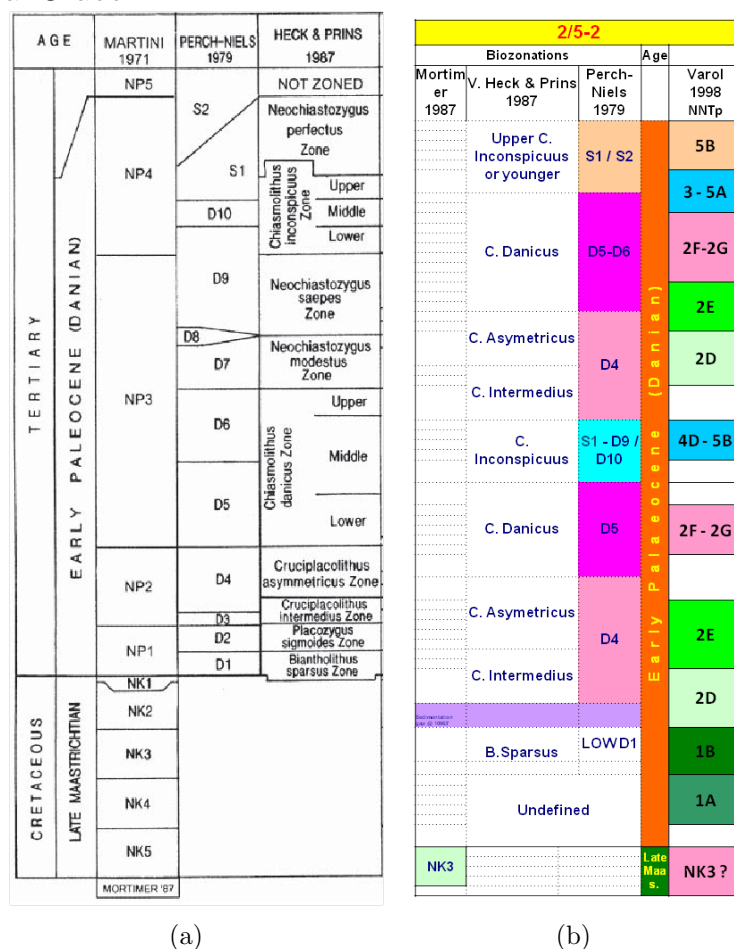 AGE
MARTINI
1971
PERCH-NIELS
1979
HECK & PRINS
1987
TERTIARY
EARLY PALEOCENE (DANIAN)
NP5
NP4
NP3
NP2
NP1
S2
S1
D10
D9
D8
D7
D6
D5
D4
D3
D2
D1
NOT ZONED
Neochiastozygus
perfectus
Zone
Chiasmolithus
inconspicuus
Zone
Upper
Middle
Lower
Neochiastozygus
saepes
Zone
Neochiastozygus
modestus
Zone
Chiasmolithus
danicus Zone
Upper
Middle
Lower
Cruciplacolithus
asymmetricus Zone
Cruciplacolithus
intermedius Zone
Placozygus
sigmoides Zone
Biantholithus
sparsus Zone
CRETACEOUS
LATE MAASTRICHTIAN
NK1
NK2
NK3
NK4
NK5
MORTIMER '87
(a)
2/5-2
Biozonations
Age
Mortim
er
1987
V. Heck & Prins
1987
Perch-
Niels
1979
Varol
1998
NNTp
Upper C.
Inconspicuus
or younger
S1 / S2
5B
3 - 5A
C. Danicus
D5-D6
2F-2G
2E
C. Asymetricus
D4
2D
C. Intermedius
C.
Inconspicuus
S1 - D9 /
D10
4D - 5B
C. Danicus
D5
2F - 2G
C. Asymetricus
D4
2E
C. Intermedius
2D
B.Sparsus
LOW D1
1B
Undefined
1A
Early Palaeocene (Danian)
NK3
Late
Maa
s.
NK3 ?
(b)